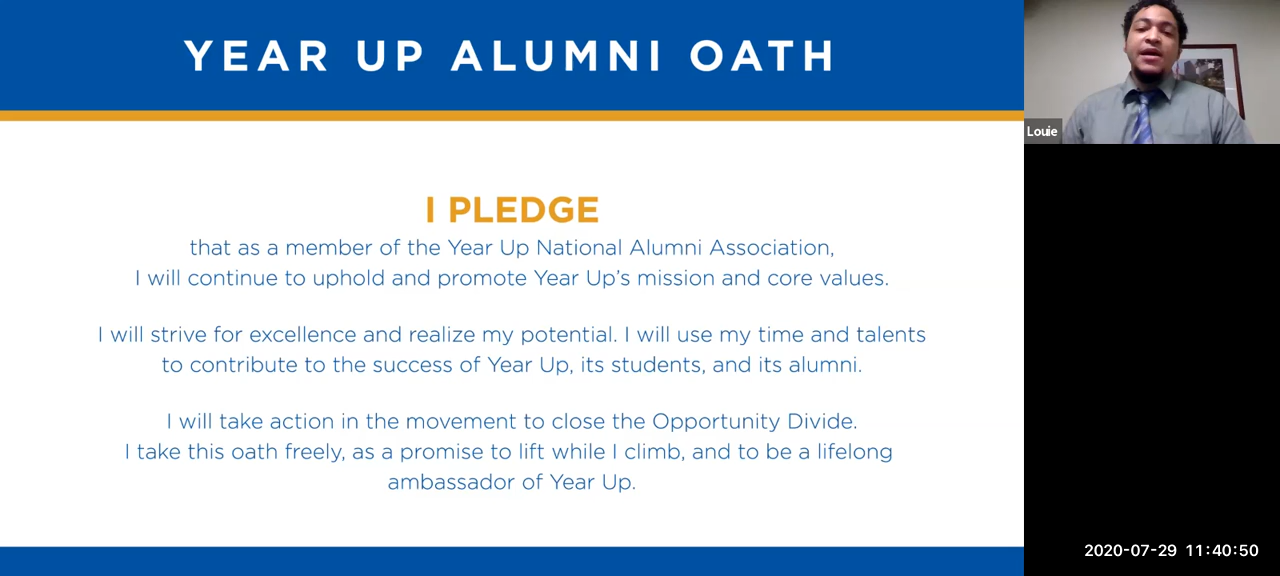 YEAR UP ALUMNI OATH
I PLEDGE
that as a member of the Year Up National Alumni Association,
I will continue to uphold and promote Year Up's mission and core values.
I will strive for excellence and realize my potential. I will use my time and talents
to contribute to the success of Year Up, its students, and its alumni.
I will take action in the movement to close the Opportunity Divide.
I take this oath freely, as a promise to lift while I climb, and to be a lifelong
ambassador of Year Up.
Louie
2020-07-29 11:40:50